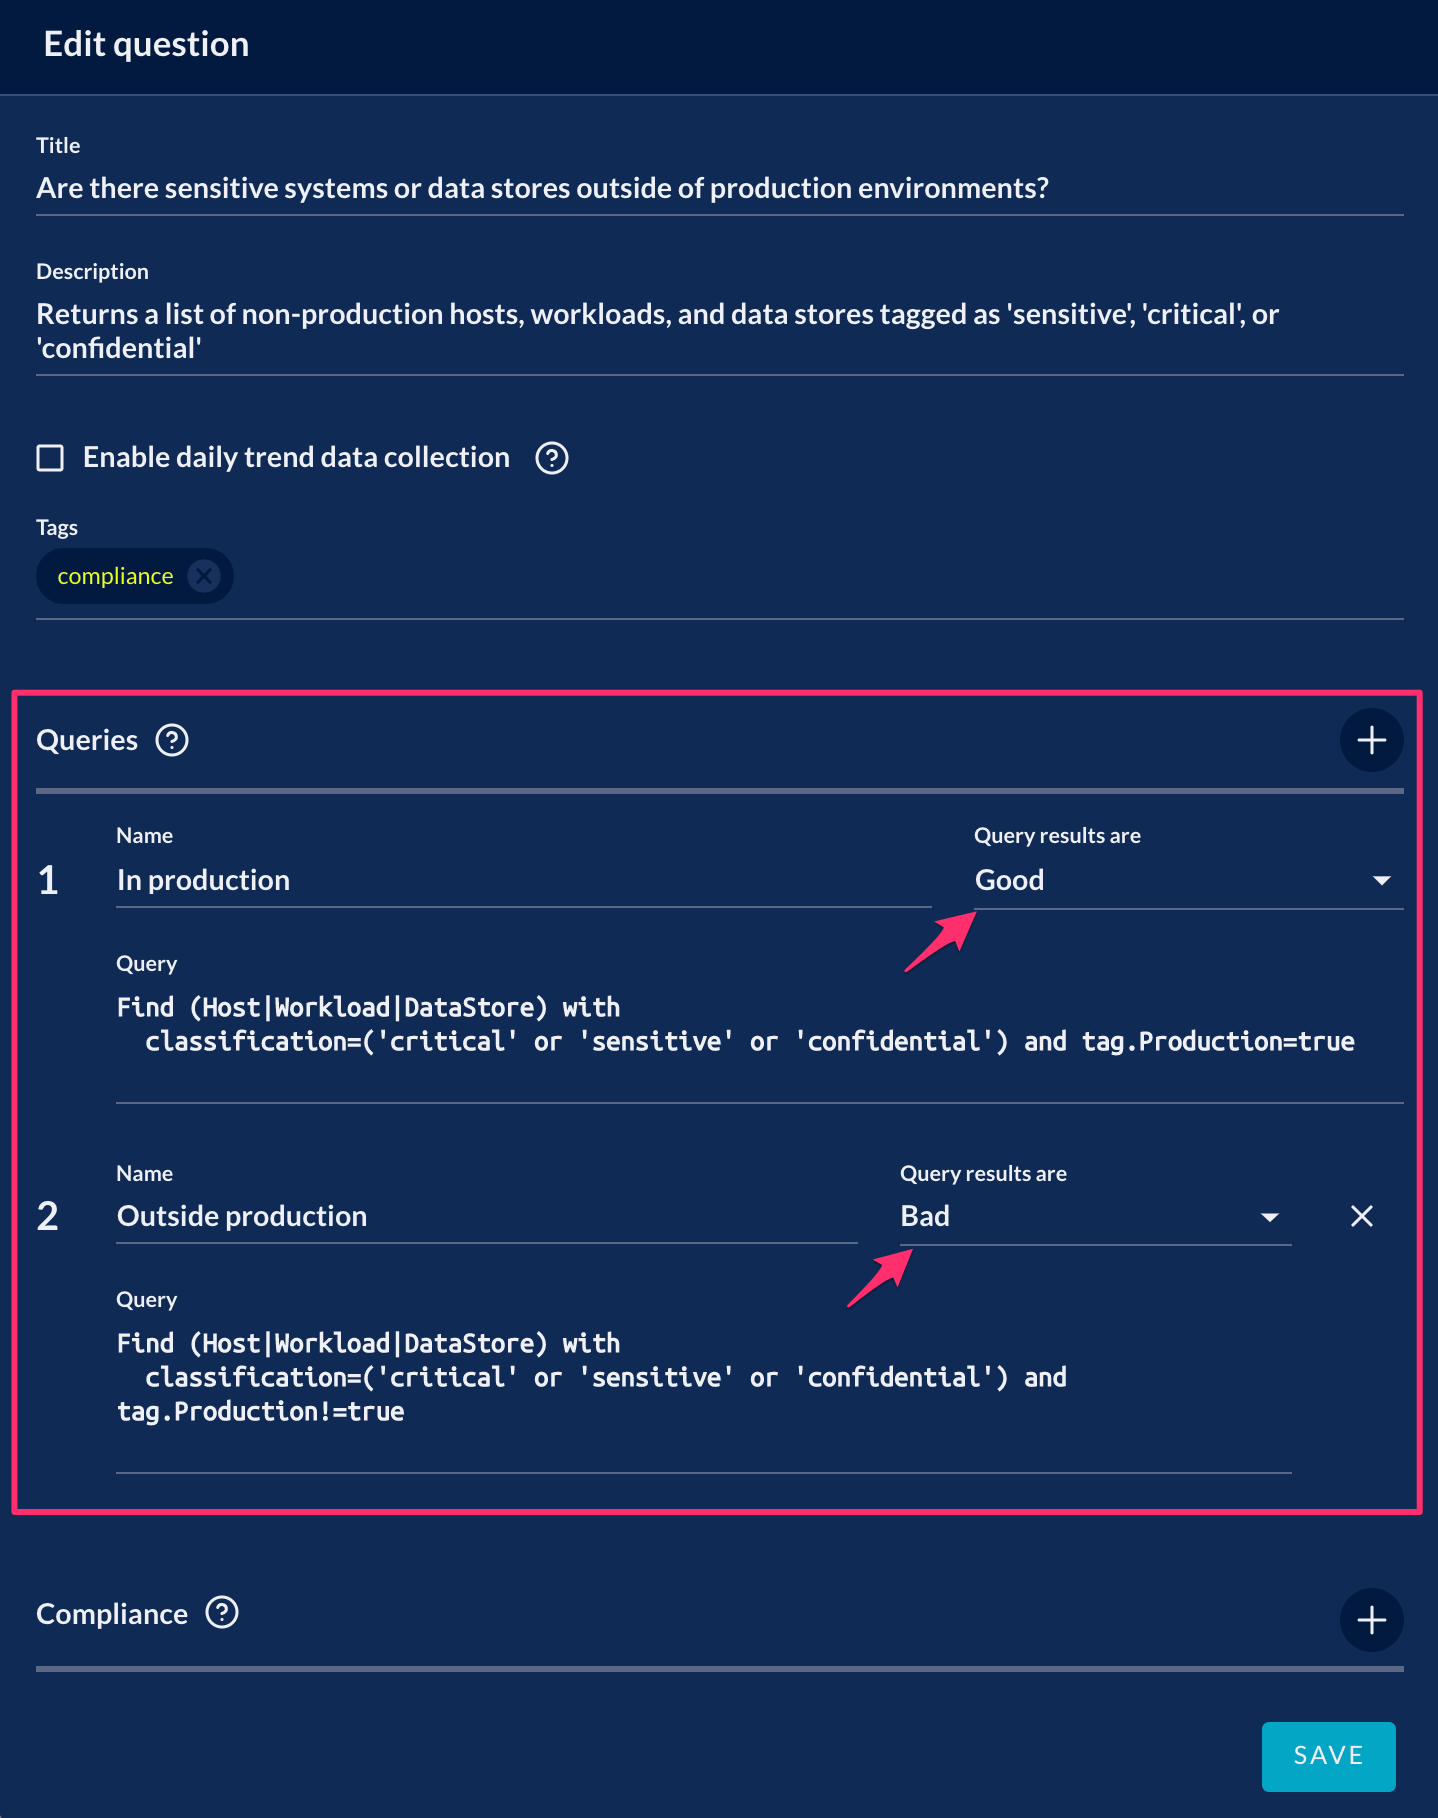 Edit question
Title
Are there sensitive systems or data stores outside of production environments?
Description
Returns a list of non-production hosts, workloads, and data stores tagged as 'sensitive', 'critical', or
'confidential'
Enable daily trend data collection ?
Tags
compliance
Queries ?
Name Query results are
1 In production Good
Query
Find (Host|Workload|DataStore) with
classification=('critical' or 'sensitive' or 'confidential') and tag.Production=true
Name Query results are
2 Outside production Bad
Query
Find (Host|Workload|DataStore) with
classification=('critical' or 'sensitive' or 'confidential') and
tag.Production!=true
Compliance ?
SAVE